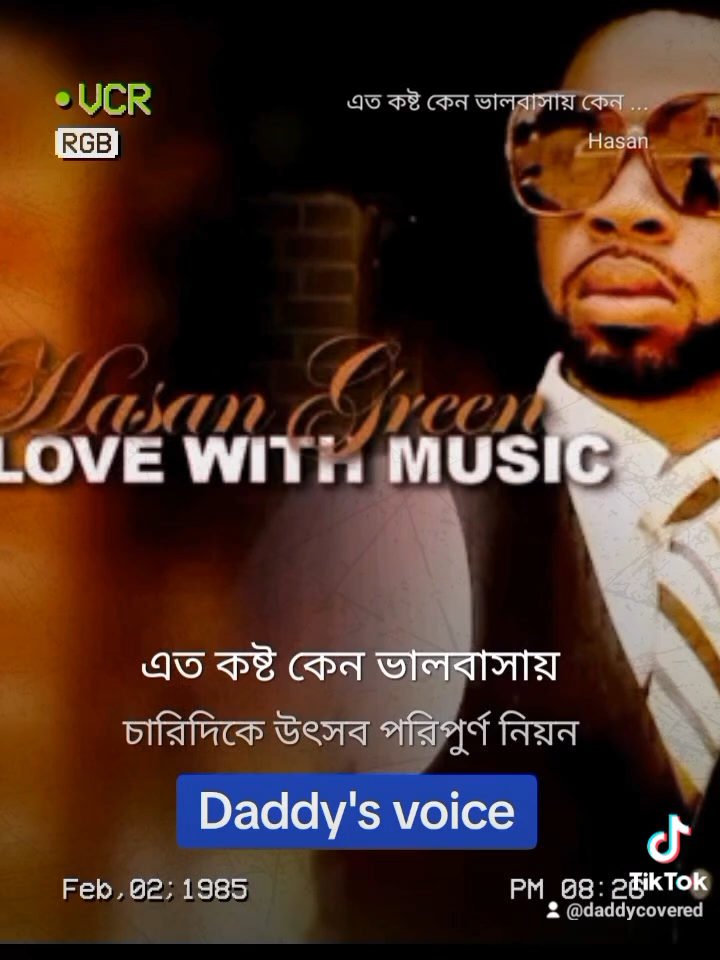 VCR
RGB
এত কষ্ট কেন ভালবাসায় কেন ...
Hasan
Hasan Green
LOVE WITH MUSIC
এত কষ্ট কেন ভালবাসায়
চারিদিকে উৎসব পরিপুর্ণ নিয়ন
Daddy's voice
Feb,02;1985
PM 08:26
TikTok
@daddycovered